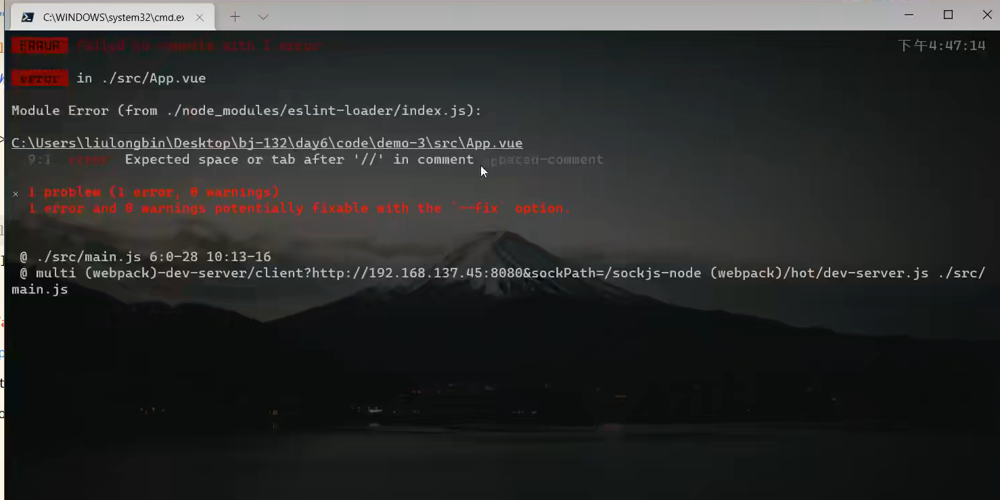 C:\WINDOWS\system32\cmd.ex
ERROR Failed to compile with 1 error
下午4:47:14
error in ./src/App.vue
Module Error (from ./node_modules/eslint-loader/index.js):
C:\Users\liulongbin\Desktop\bj-132\day6\code\demo-3\src\App.vue
error Expected space or tab after '//' in comment
× 1 problem (1 error, 0 warnings)
1 error and 0 warnings potentially fixable with the `--fix` option.
@ ./src/main.js 6:0-28 10:13-16
@ multi (webpack)-dev-server/client?http://192.168.137.45:8080&sockPath=/sockjs-node (webpack)/hot/dev-server.js ./src/
main.js